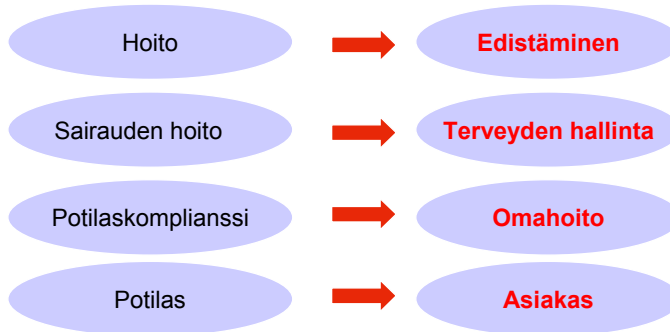 Hoito
Edistäminen
Sairauden hoito
Terveyden hallinta
Potilaskomplianssi
Omahoito
Potilas
Asiakas